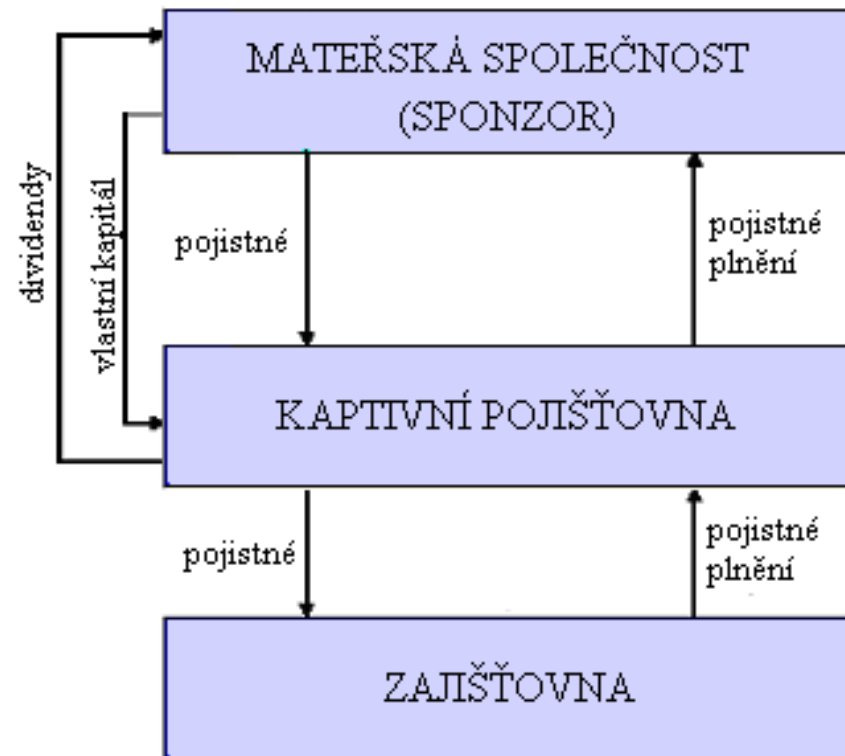 MATEŘSKÁ SPOLEČNOST
(SPONZOR)
dividendy
vlastní kapitál
pojistné
pojistné
plnění
KAPTIVNÍ POJIŠŤOVNA
pojistné
pojistné
plnění
ZAJIŠŤOVNA